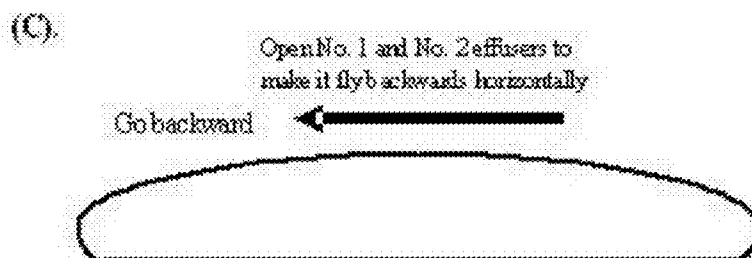 (C).
Open No. 1 and No. 2 effusers to
make it fly backwards horizontally
Go backward